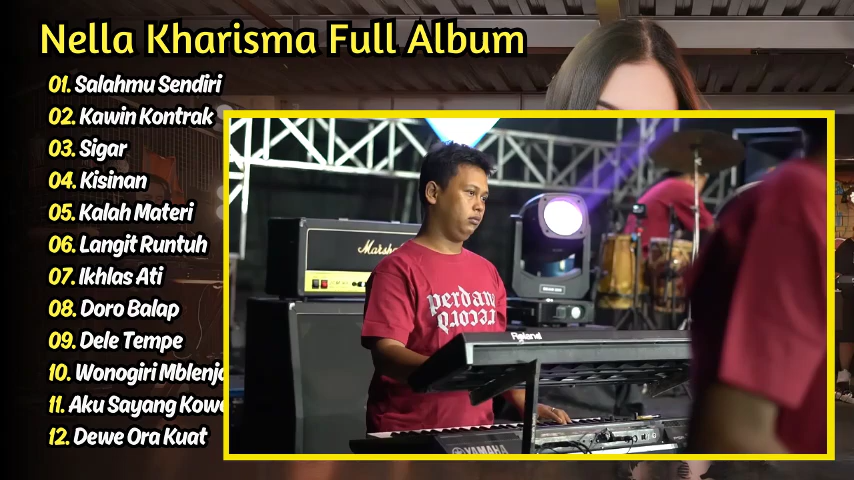 Nella Kharisma Full Album
01. Salahmu Sendiri
02. Kawin Kontrak
03. Sigar
04. Kisinan
05. Kalah Materi
06. Langit Runtuh
07. Ikhlas Ati
08. Doro Balap
09. Dele Tempe
10. Wonogiri
11. Aku Sayang
12. Dewe Ora Kuat
Roland
YAMAHA